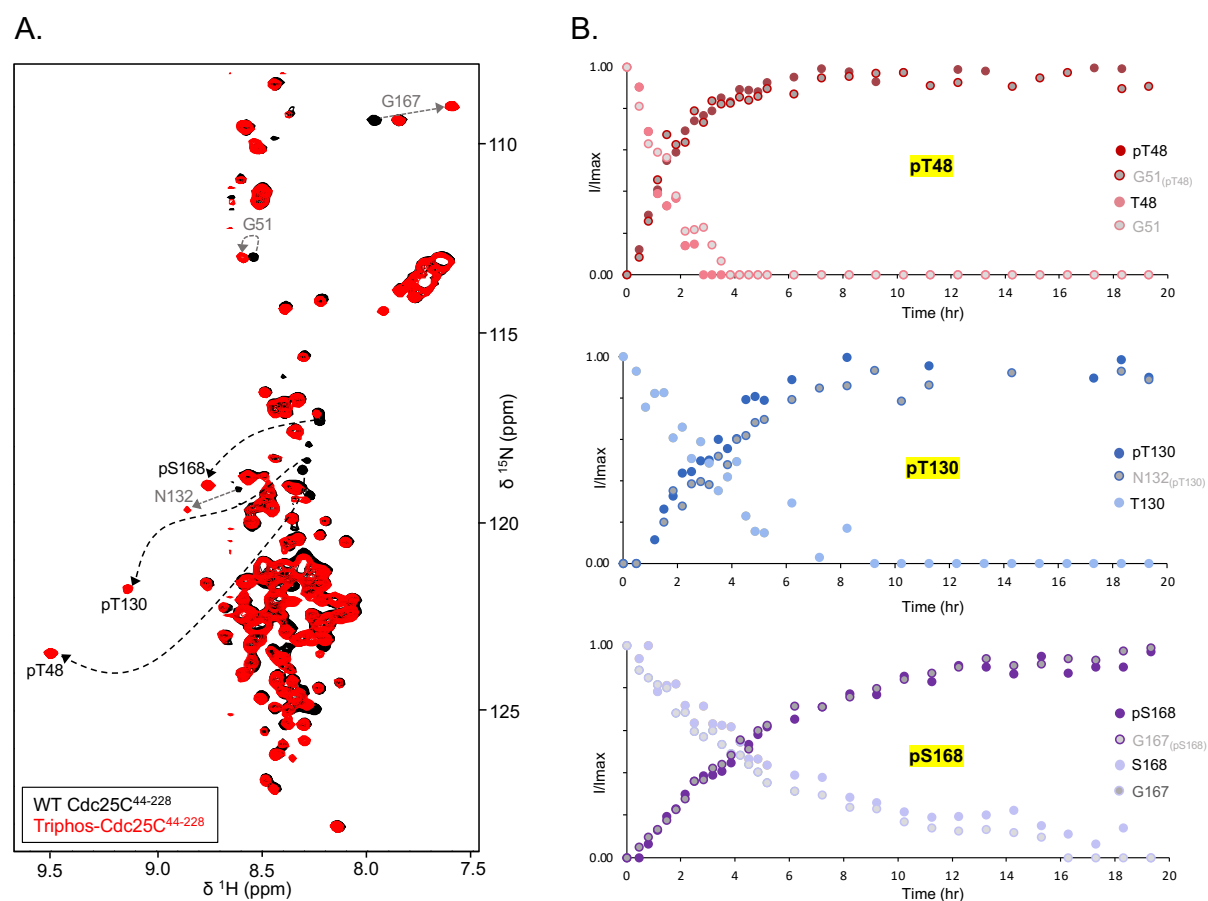 A.
G167
G51
pS168
N132
pT130
pT48
110
115
120
125
δ ¹⁵N (ppm)
WT Cdc25C⁴⁴⁻²²⁸
Triphos-Cdc25C⁴⁴⁻²²⁸
9.5 9.0 8.5 8.0 7.5
δ ¹H (ppm)
B.
1.00
I/Imax
0.00
pT48
pT48
G51(pT48)
T48
G51
0 2 4 6 8 10 12 14 16 18 20
Time (hr)
1.00
I/Imax
0.00
pT130
pT130
N132(pT130)
T130
0 2 4 6 8 10 12 14 16 18 20
Time (hr)
1.00
I/Imax
0.00
pS168
pS168
G167(pS168)
S168
G167
0 2 4 6 8 10 12 14 16 18 20
Time (hr)